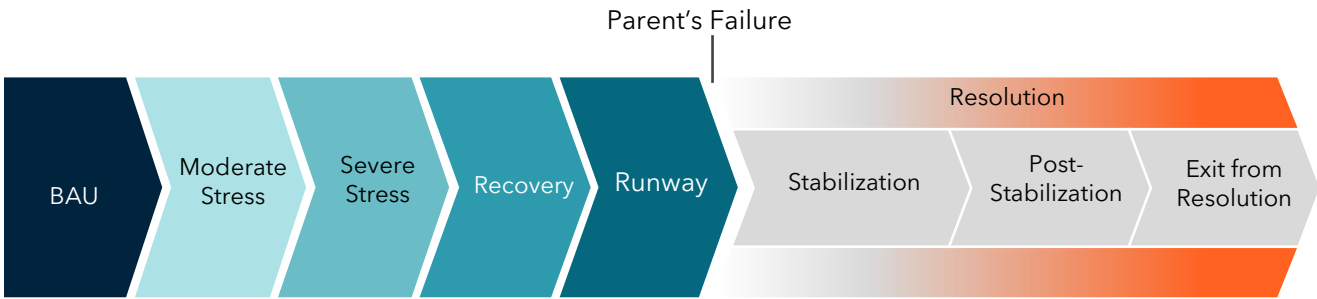 Parent’s Failure
Resolution
BAU
Moderate
Stress
Severe
Stress
Recovery
Runway
Stabilization
Post-
Stabilization
Exit from
Resolution